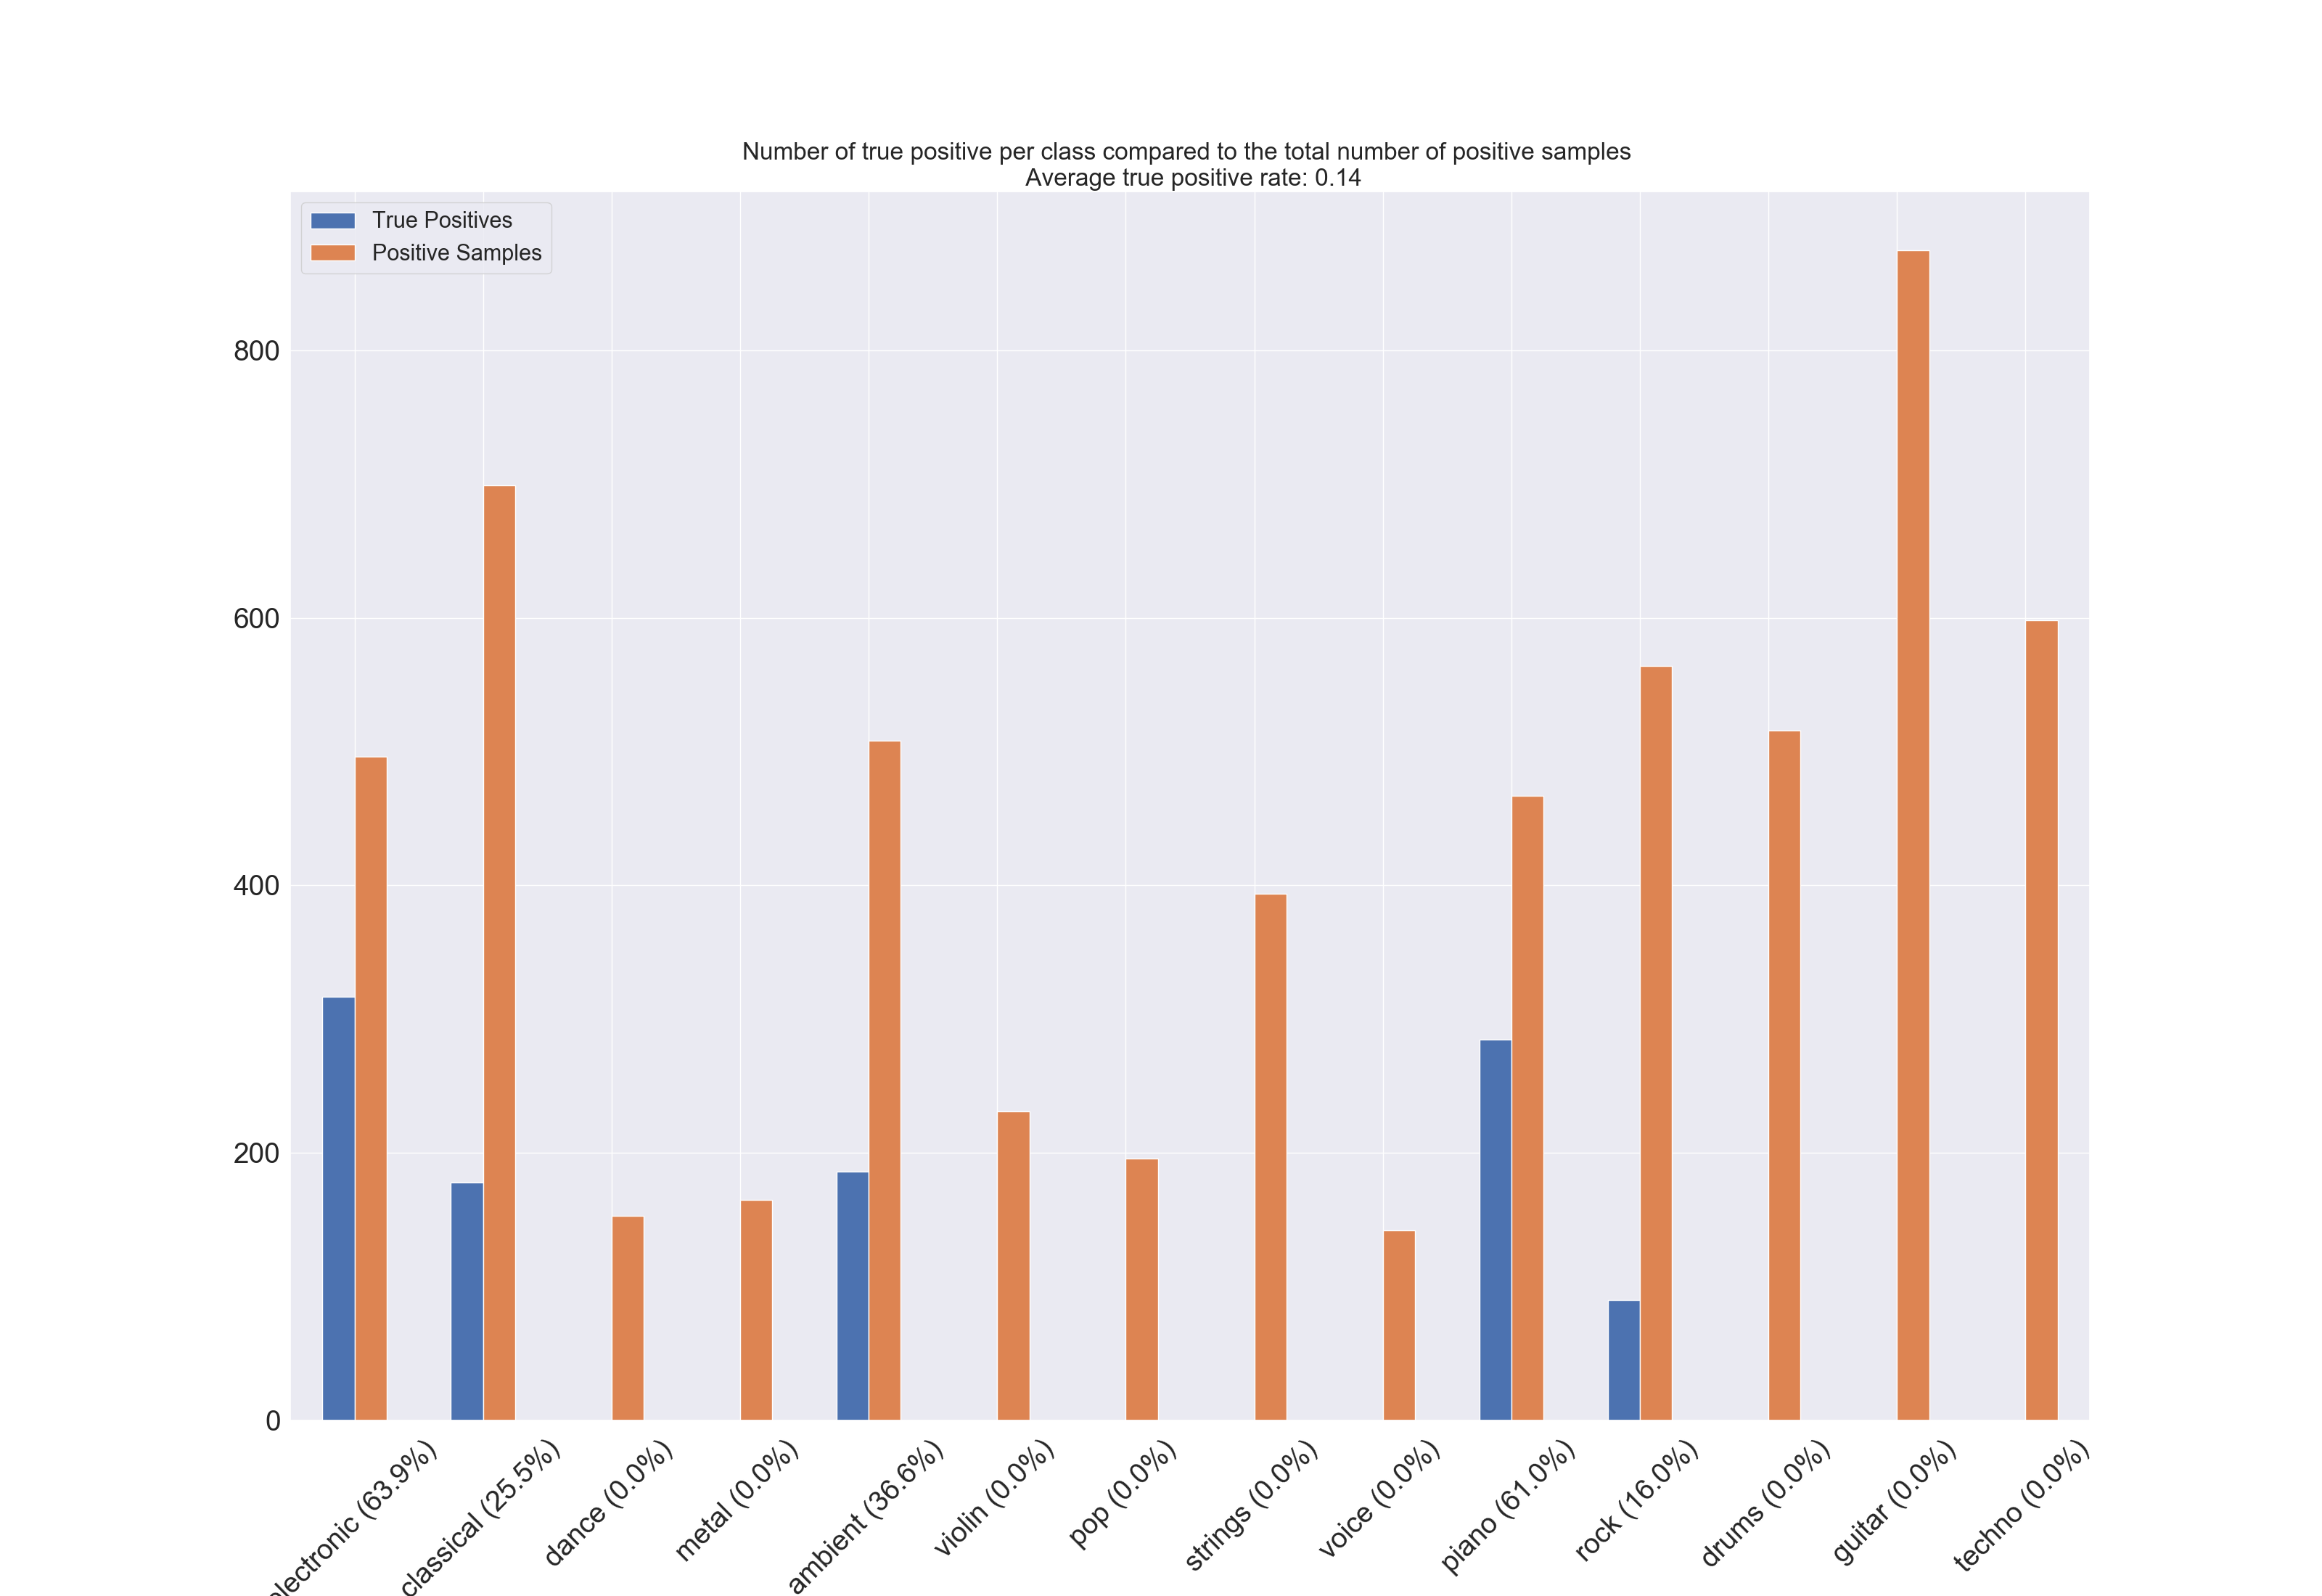 Number of true positive per class compared to the total number of positive samples
Average true positive rate: 0.14
True Positives
Positive Samples
800
600
400
200
0
electronic (63.9%)
classical (25.5%)
dance (0.0%)
metal (0.0%)
ambient (36.6%)
violin (0.0%)
pop (0.0%)
strings (0.0%)
voice (0.0%)
piano (61.0%)
rock (16.0%)
drums (0.0%)
guitar (0.0%)
techno (0.0%)